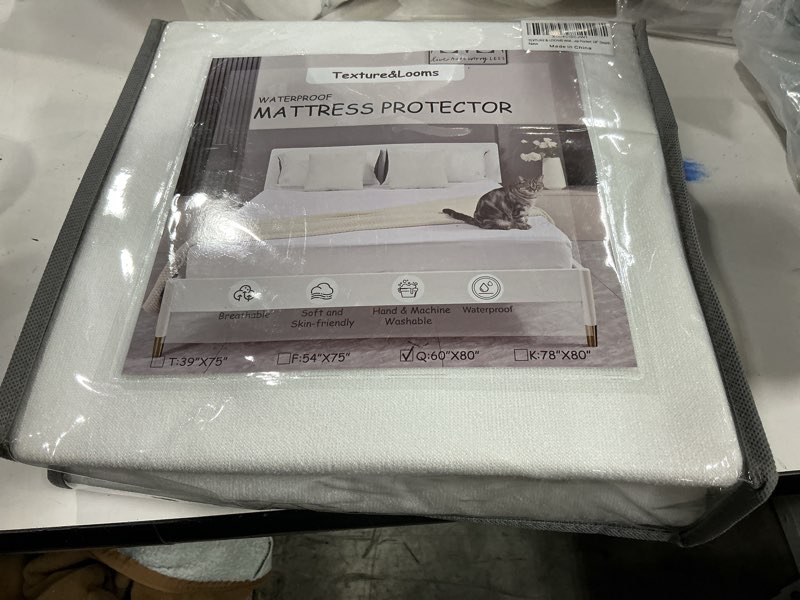 Made in China
Texture&Looms
WATERPROOF
MATTRESS PROTECTOR
Breathable
Soft and
Skin-friendly
Hand & Machine
Washable
Waterproof
T:39"X75"
F:54"X75"
Q:60"X80"
K:78"X80"